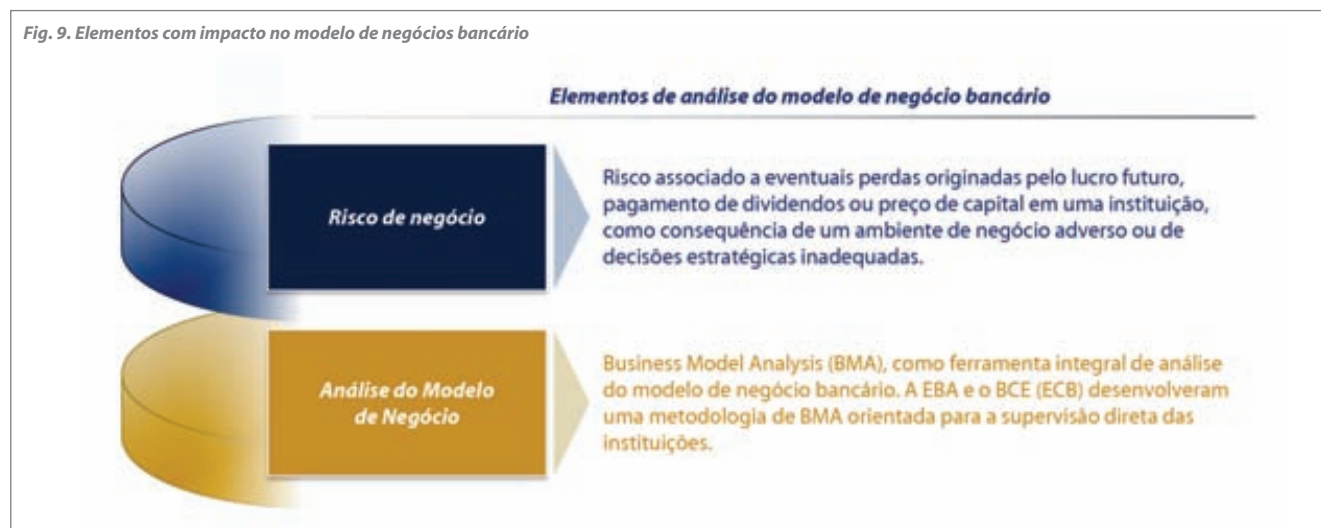 Fig. 9. Elementos com impacto no modelo de negócios bancário
Elementos de análise do modelo de negócio bancário
Risco de negócio
Risco associado a eventuais perdas originadas pelo lucro futuro,
pagamento de dividendos ou preço de capital em uma instituição,
como consequência de um ambiente de negócio adverso ou de
decisões estratégicas inadequadas.
Análise do Modelo
de Negócio
Business Model Analysis (BMA), como ferramenta integral de análise
do modelo de negócio bancário. A EBA e o BCE (ECB) desenvolveram
uma metodologia de BMA orientada para a supervisão direta das
instituições.